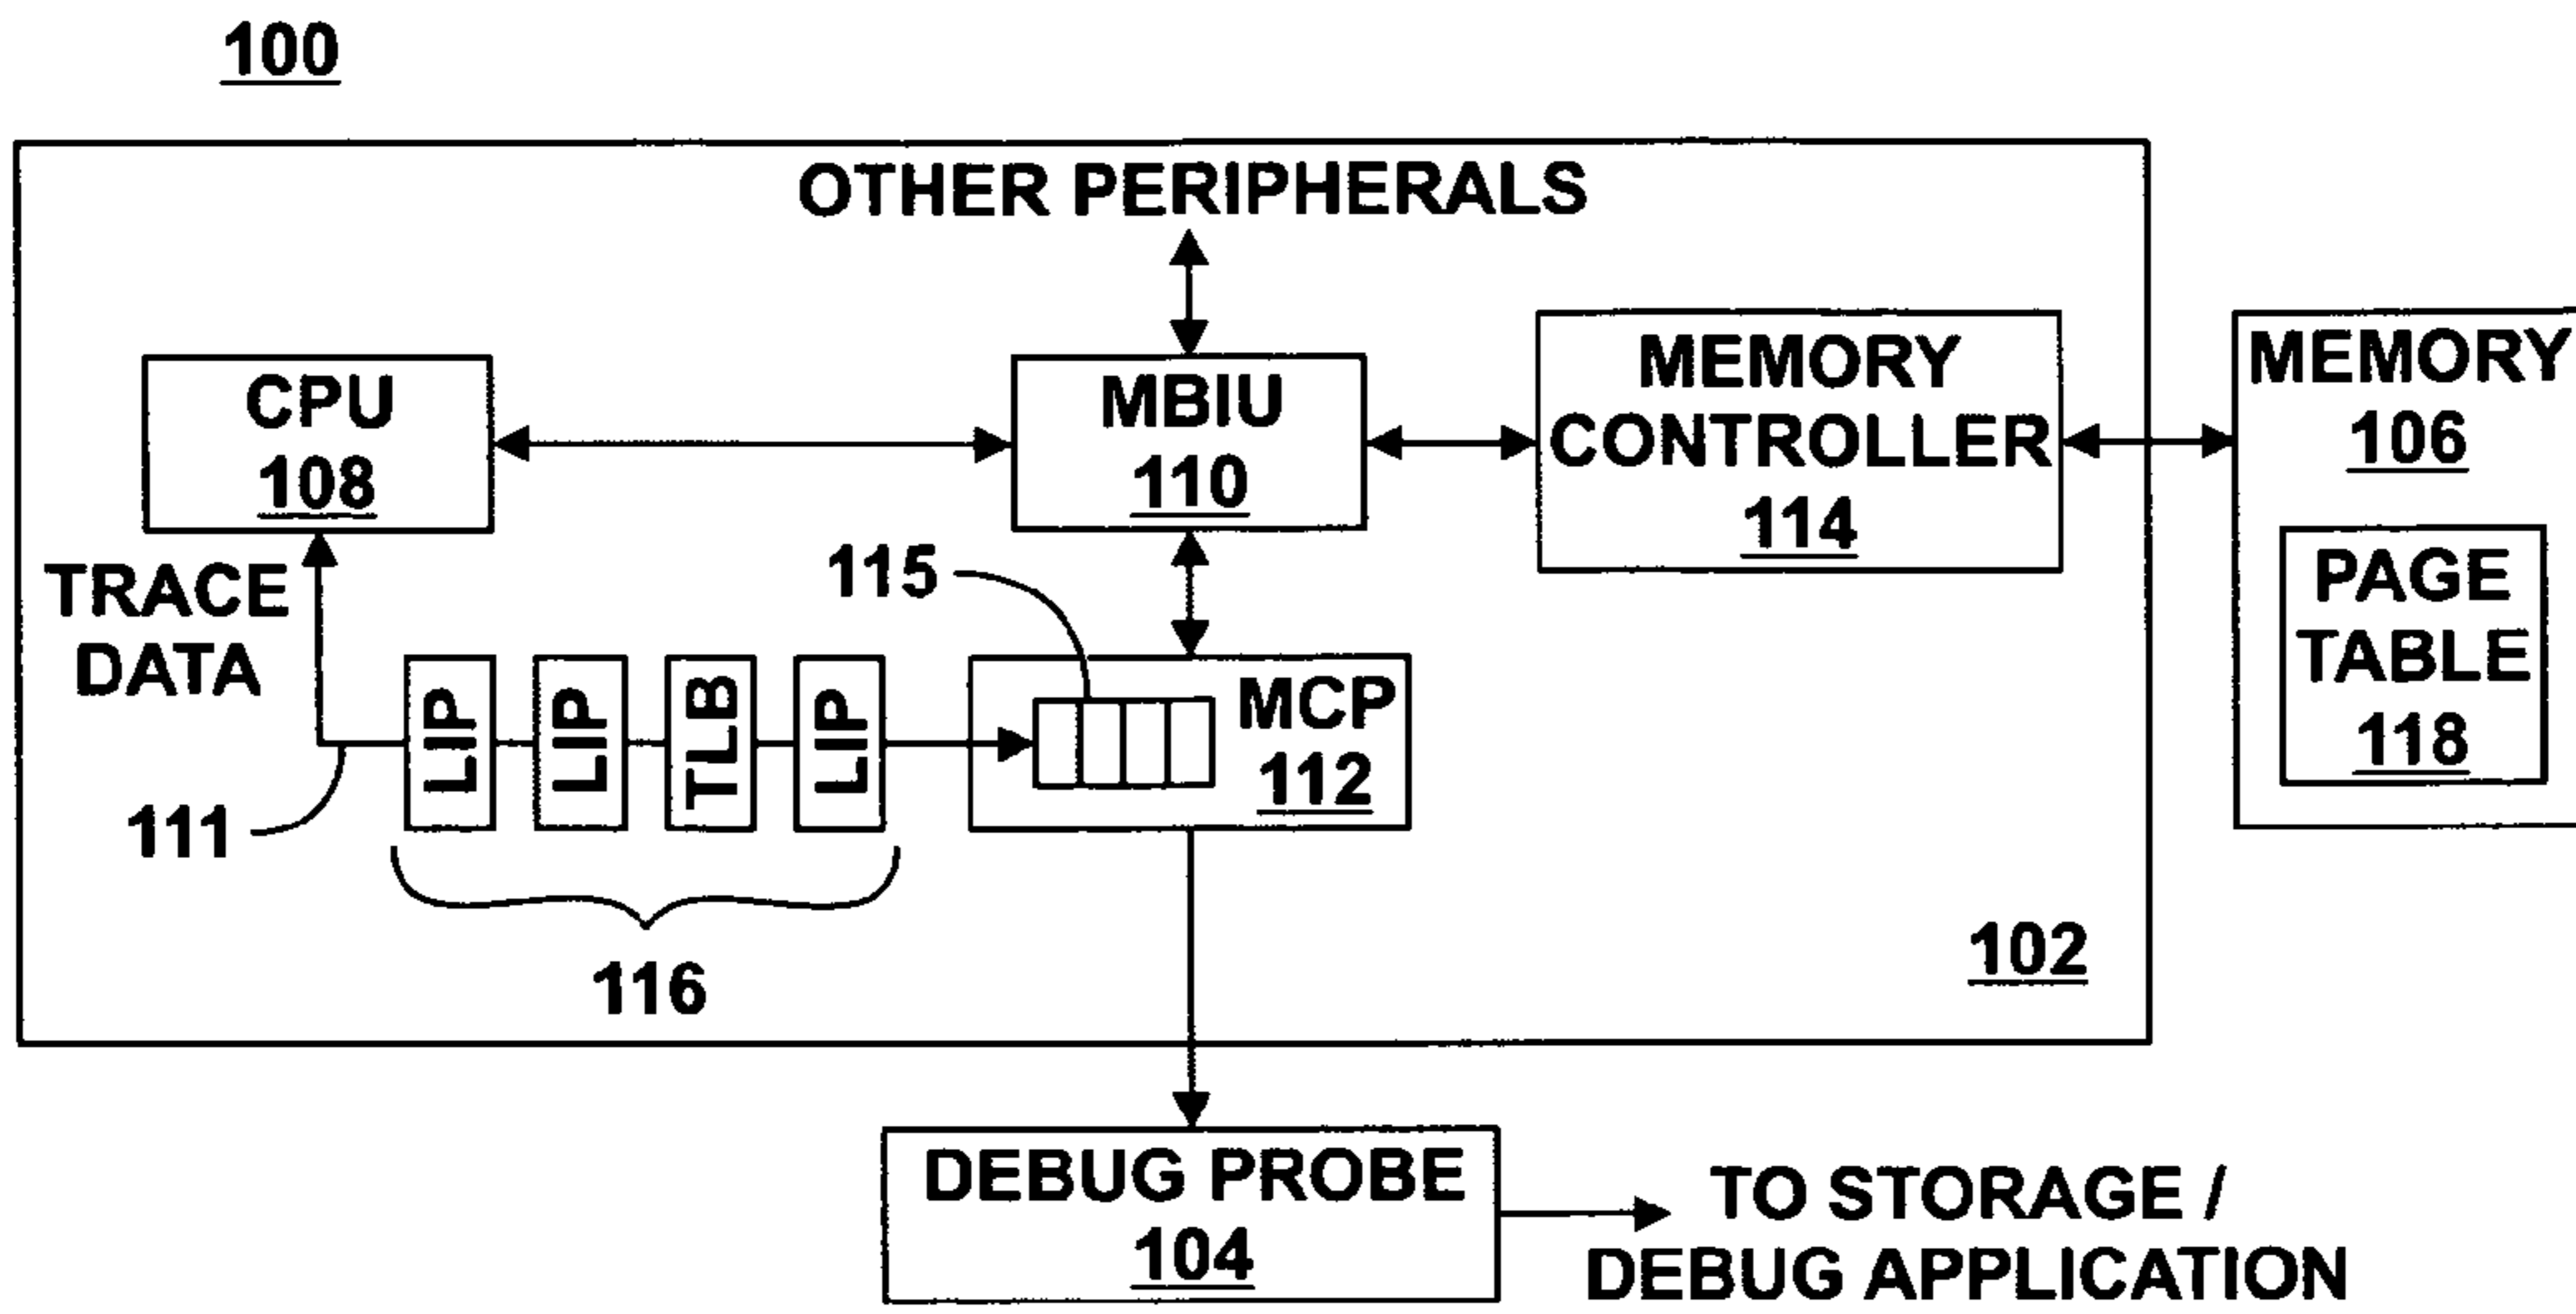 100
OTHER PERIPHERALS
CPU
108
MBIU
110
MEMORY
CONTROLLER
114
MEMORY
106
PAGE
TABLE
118
TRACE
DATA
115
111
LIP
LIP
TLB
LIP
MCP
112
116
102
DEBUG PROBE
104
TO STORAGE /
DEBUG APPLICATION